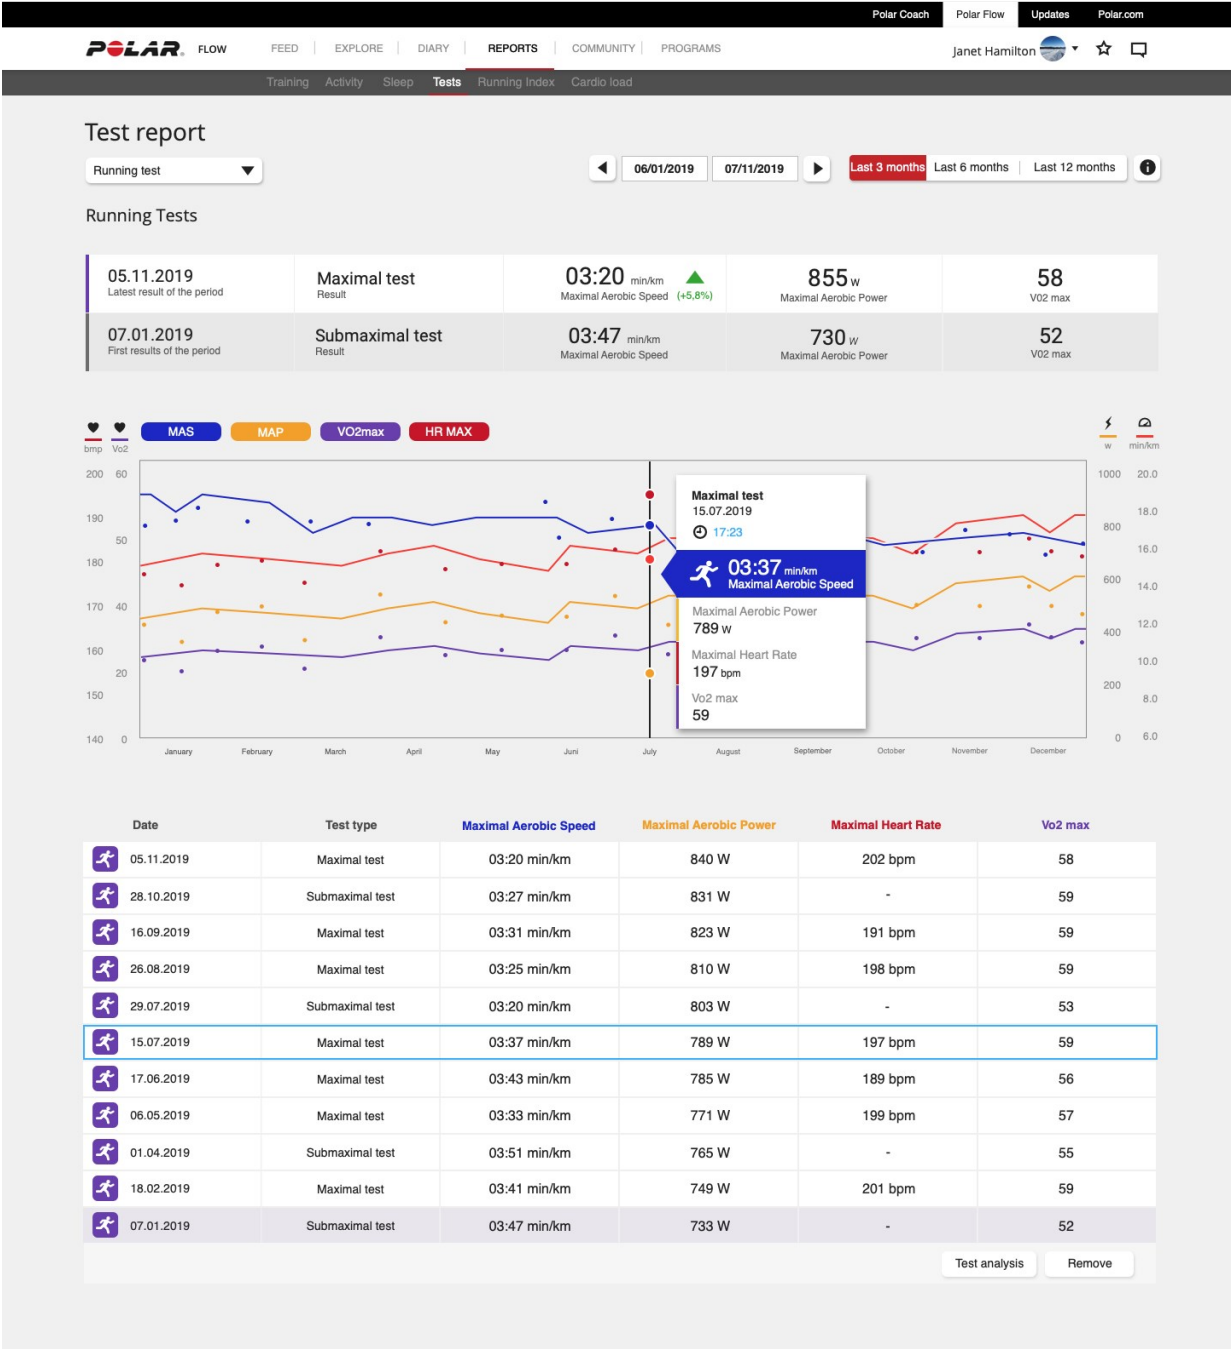 Polar Coach Polar Flow Updates Polar.com
POLAR. FLOW FEED EXPLORE DIARY REPORTS COMMUNITY PROGRAMS Janet Hamilton
Training Activity Sleep Tests Running Index Cardio load
Test report
Running test 06/01/2019 07/11/2019 Last 3 months Last 6 months Last 12 months
Running Tests
05.11.2019 Maximal test 03:20 min/km 855 w 58
Latest result of the period Result Maximal Aerobic Speed (+5,8%) Maximal Aerobic Power V02 max
07.01.2019 Submaximal test 03:47 min/km 730 w 52
First results of the period Result Maximal Aerobic Speed Maximal Aerobic Power V02 max
MAS MAP VO2max HR MAX
bmp Vo2 w min/km
200 60 1000 20.0
190 18.0
800
50
180 16.0
600 14.0
170 40
12.0
400
160 10.0
20
200
150 8.0
140 0 0 6.0
Maximal test
15.07.2019
17:23
03:37 min/km
Maximal Aerobic Speed
Maximal Aerobic Power
789 w
Maximal Heart Rate
197 bpm
Vo2 max
59
January February March April May Juni July August September October November December
Date Test type Maximal Aerobic Speed Maximal Aerobic Power Maximal Heart Rate Vo2 max
05.11.2019 Maximal test 03:20 min/km 840 W 202 bpm 58
28.10.2019 Submaximal test 03:27 min/km 831 W - 59
16.09.2019 Maximal test 03:31 min/km 823 W 191 bpm 59
26.08.2019 Maximal test 03:25 min/km 810 W 198 bpm 59
29.07.2019 Submaximal test 03:20 min/km 803 W - 53
15.07.2019 Maximal test 03:37 min/km 789 W 197 bpm 59
17.06.2019 Maximal test 03:43 min/km 785 W 189 bpm 56
06.05.2019 Maximal test 03:33 min/km 771 W 199 bpm 57
01.04.2019 Submaximal test 03:51 min/km 765 W - 55
18.02.2019 Maximal test 03:41 min/km 749 W 201 bpm 59
07.01.2019 Submaximal test 03:47 min/km 733 W - 52
Test analysis Remove